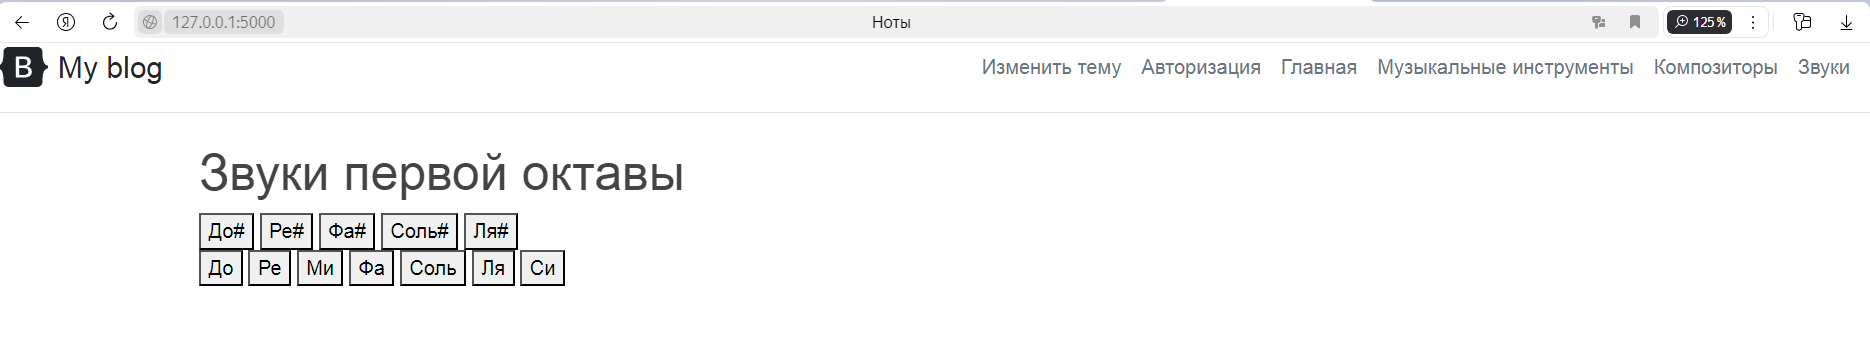 127.0.0.1:5000 Ноты 125%
B My blog Изменить тему Авторизация Главная Музыкальные инструменты Композиторы Звуки
Звуки первой октавы
До# Ре# Фа# Соль# Ля#
До Ре Ми Фа Соль Ля Си